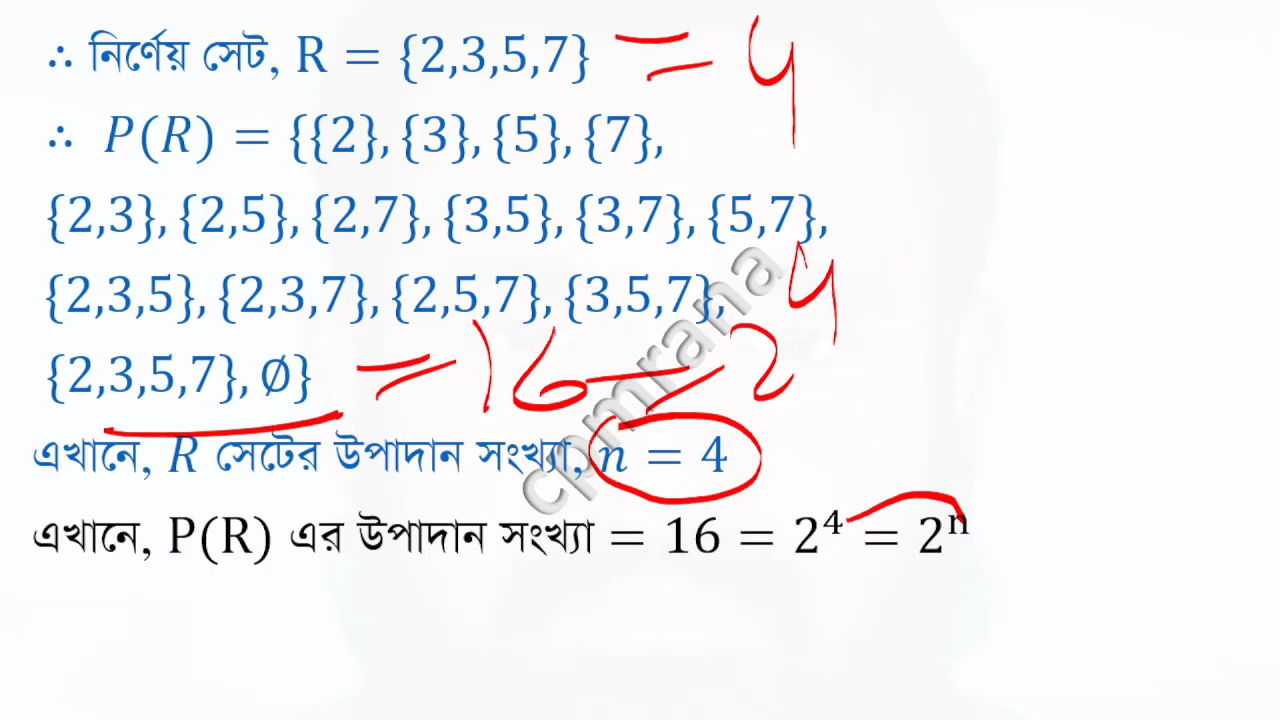 ∴ নির্ণেয় সেট, R = {2,3,5,7} = 4
∴ P(R) = {{2}, {3}, {5}, {7},
{2,3}, {2,5}, {2,7}, {3,5}, {3,7}, {5,7},
{2,3,5}, {2,3,7}, {2,5,7}, {3,5,7},
{2,3,5,7}, ∅} = 16 = 2⁴
এখানে, R সেটের উপাদান সংখ্যা, n = 4
এখানে, P(R) এর উপাদান সংখ্যা = 16 = 2⁴ = 2ⁿ
cpmrana